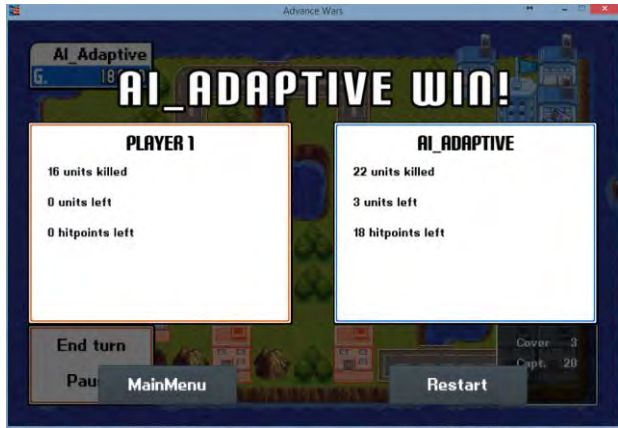 Advance Wars
AI_Adaptive
G.
AI_ADAPTIVE WIN!
PLAYER 1
16 units killed
0 units left
0 hitpoints left
AI_ADAPTIVE
22 units killed
3 units left
18 hitpoints left
End turn
Cover 3
Capt. 20
MainMenu
Restart